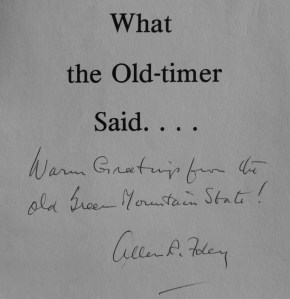 What
the Old-timer
Said. . . .
Warm Greetings from the
old Green Mountain State!
Allen R. Foley